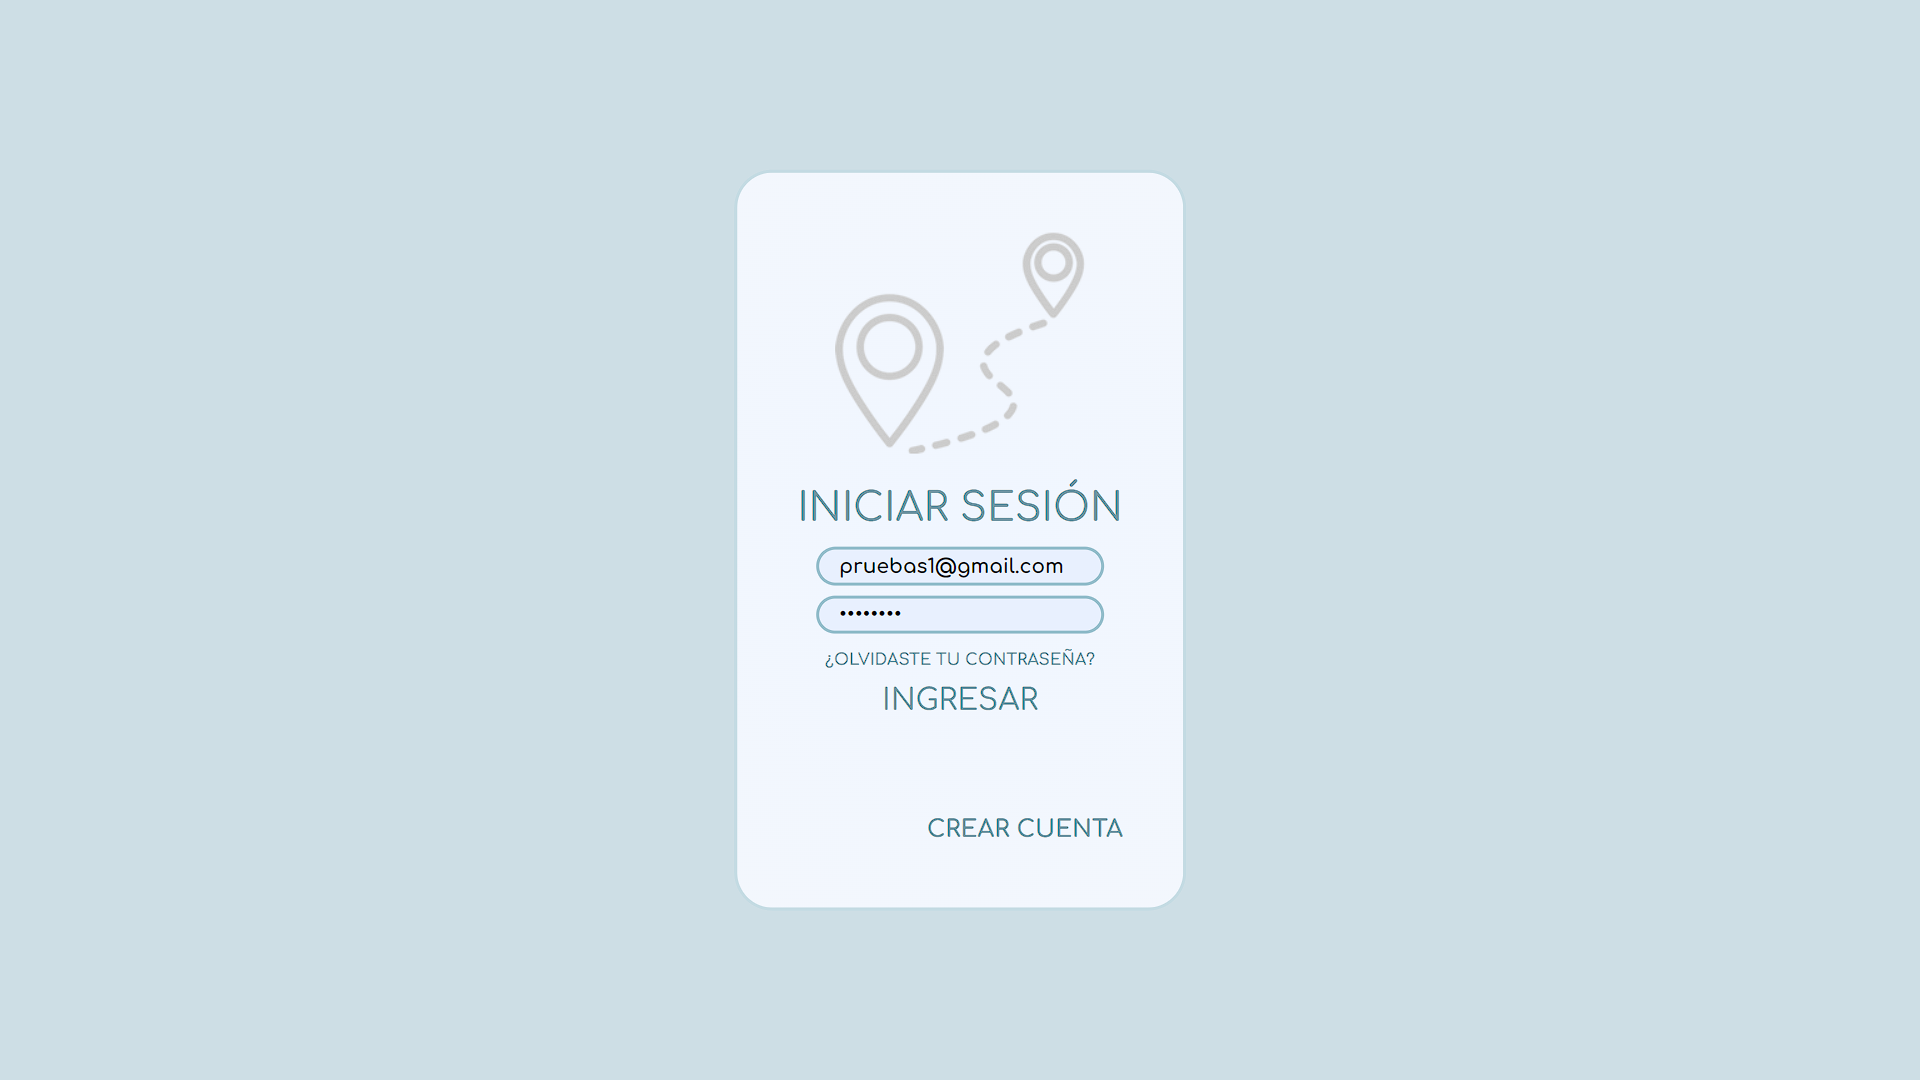 INICIAR SESIÓN
pruebas1@gmail.com
••••••••
¿OLVIDASTE TU CONTRASEÑA?
INGRESAR
CREAR CUENTA